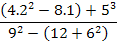 (4.2² − 8.1) + 5³
9² − (12 + 6²)